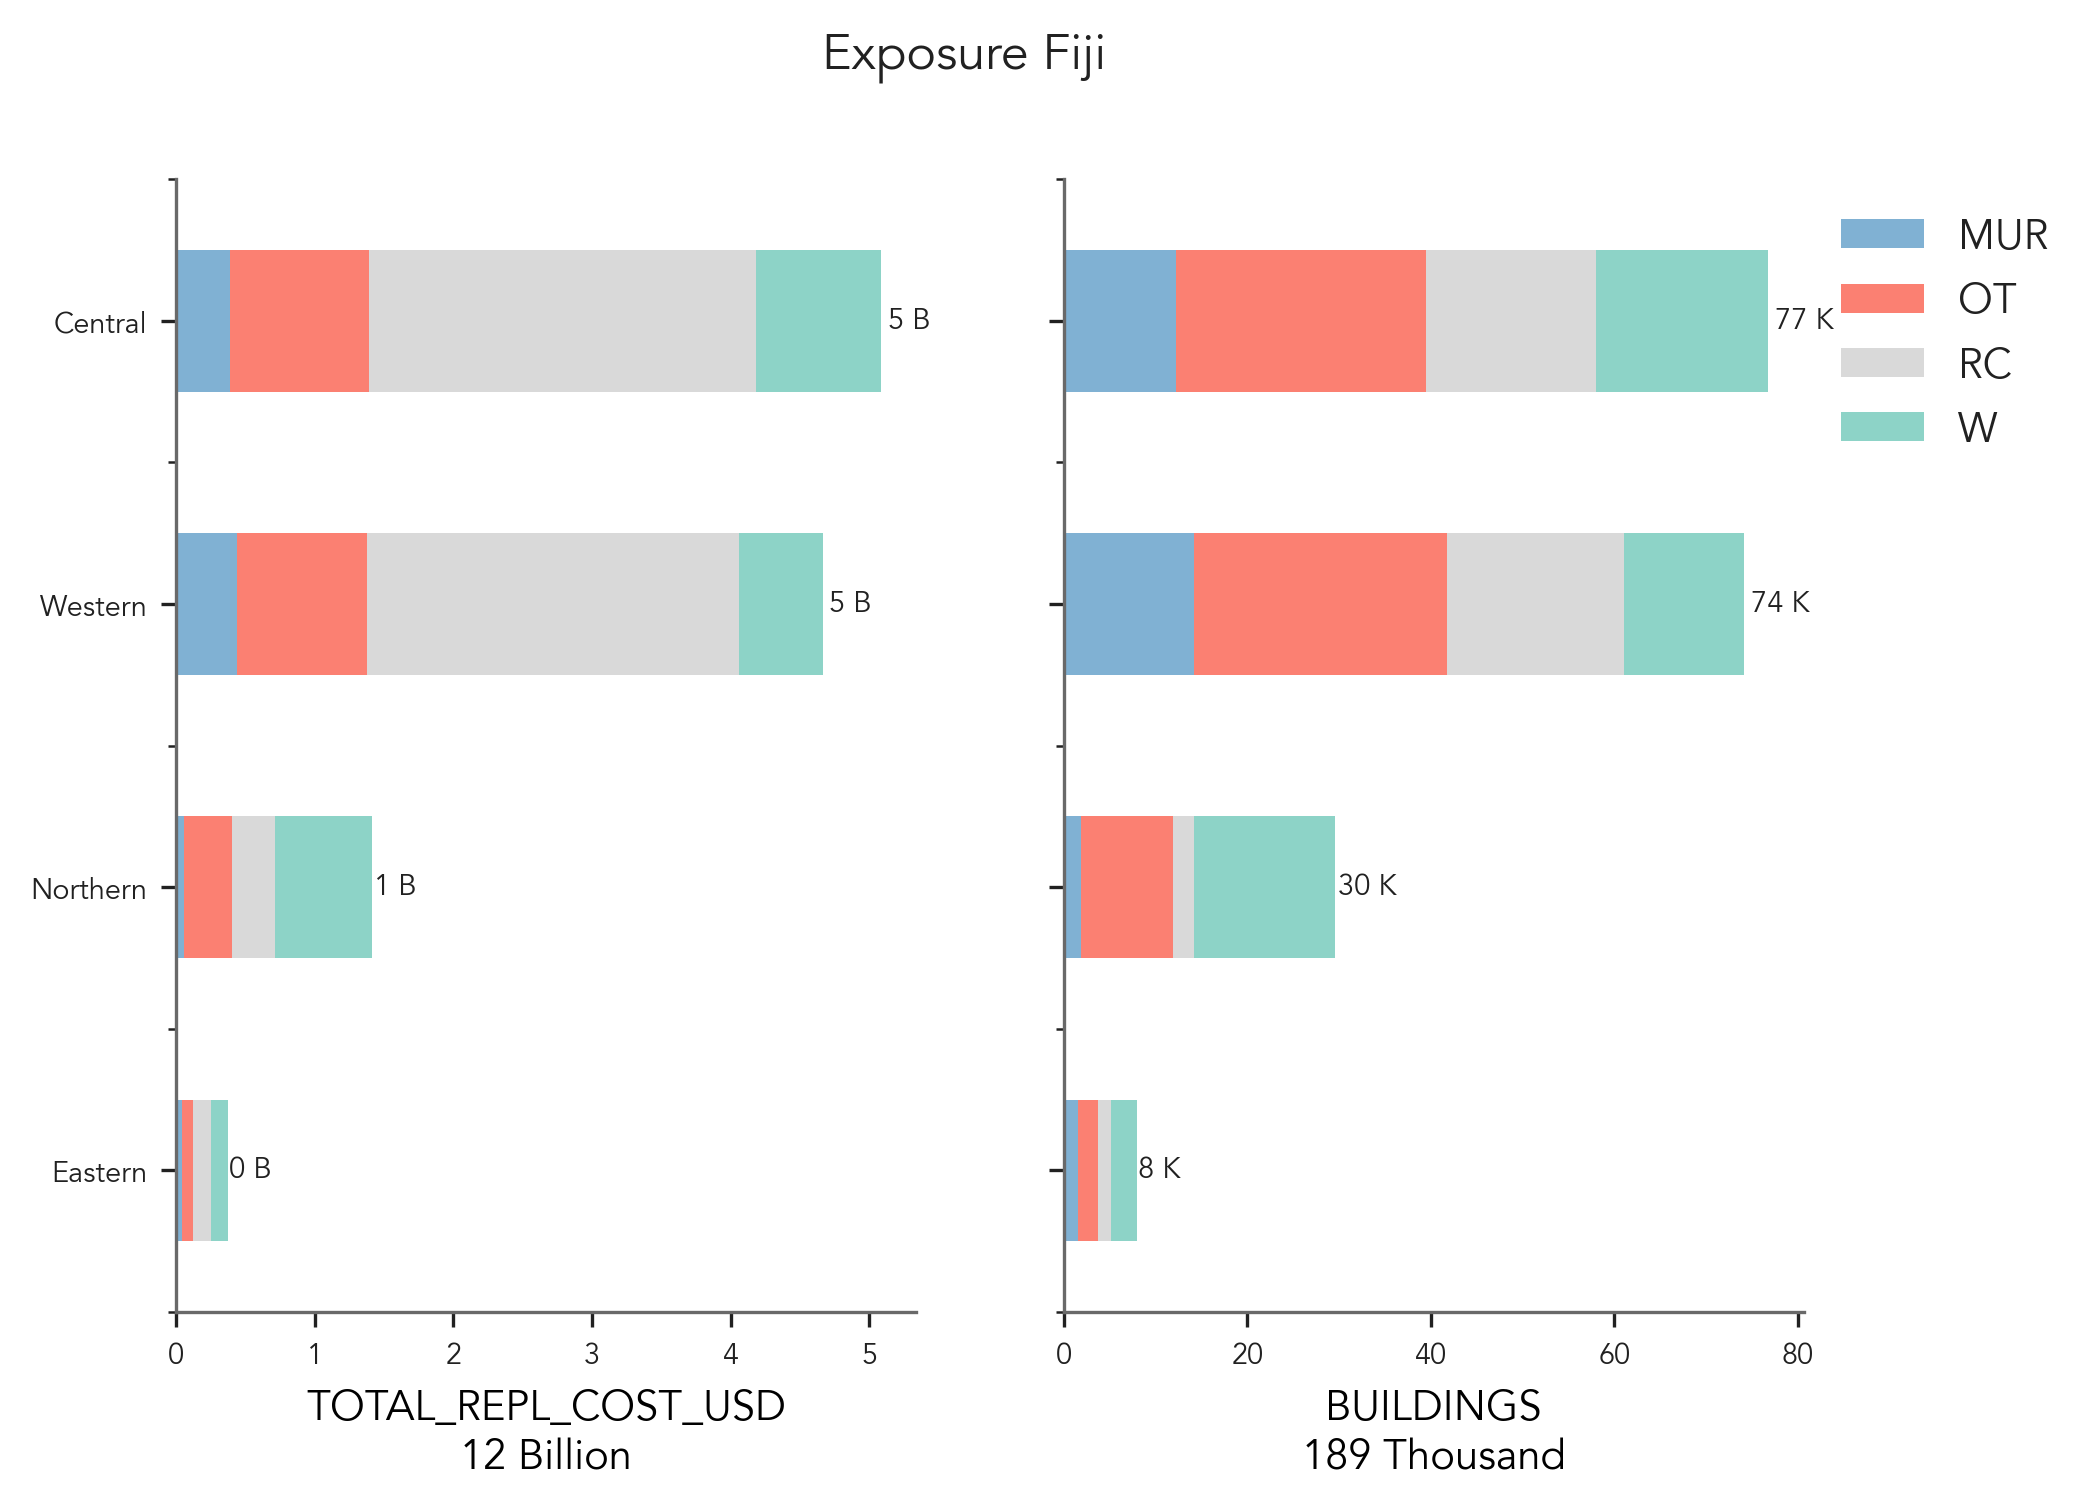 Exposure Fiji
Central
Western
Northern
Eastern
5 B
5 B
1 B
0 B
0 1 2 3 4 5
TOTAL_REPL_COST_USD
12 Billion
77 K
74 K
30 K
8 K
0 20 40 60 80
BUILDINGS
189 Thousand
MUR
OT
RC
W